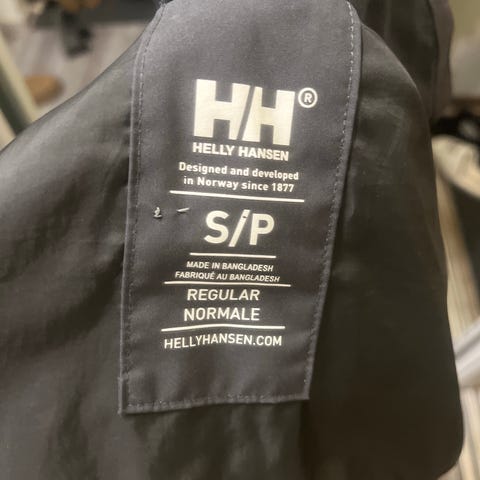 HH®
HELLY HANSEN
Designed and developed
in Norway since 1877
S/P
MADE IN BANGLADESH
FABRIQUÉ AU BANGLADESH
REGULAR
NORMALE
HELLYHANSEN.COM